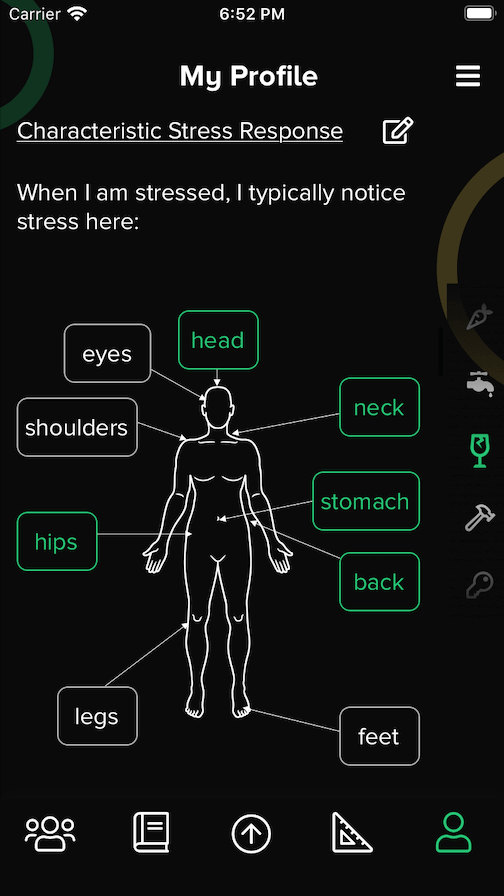 Carrier 6:52 PM
My Profile
Characteristic Stress Response
When I am stressed, I typically notice
stress here:
head
eyes
neck
shoulders
stomach
hips
back
legs
feet